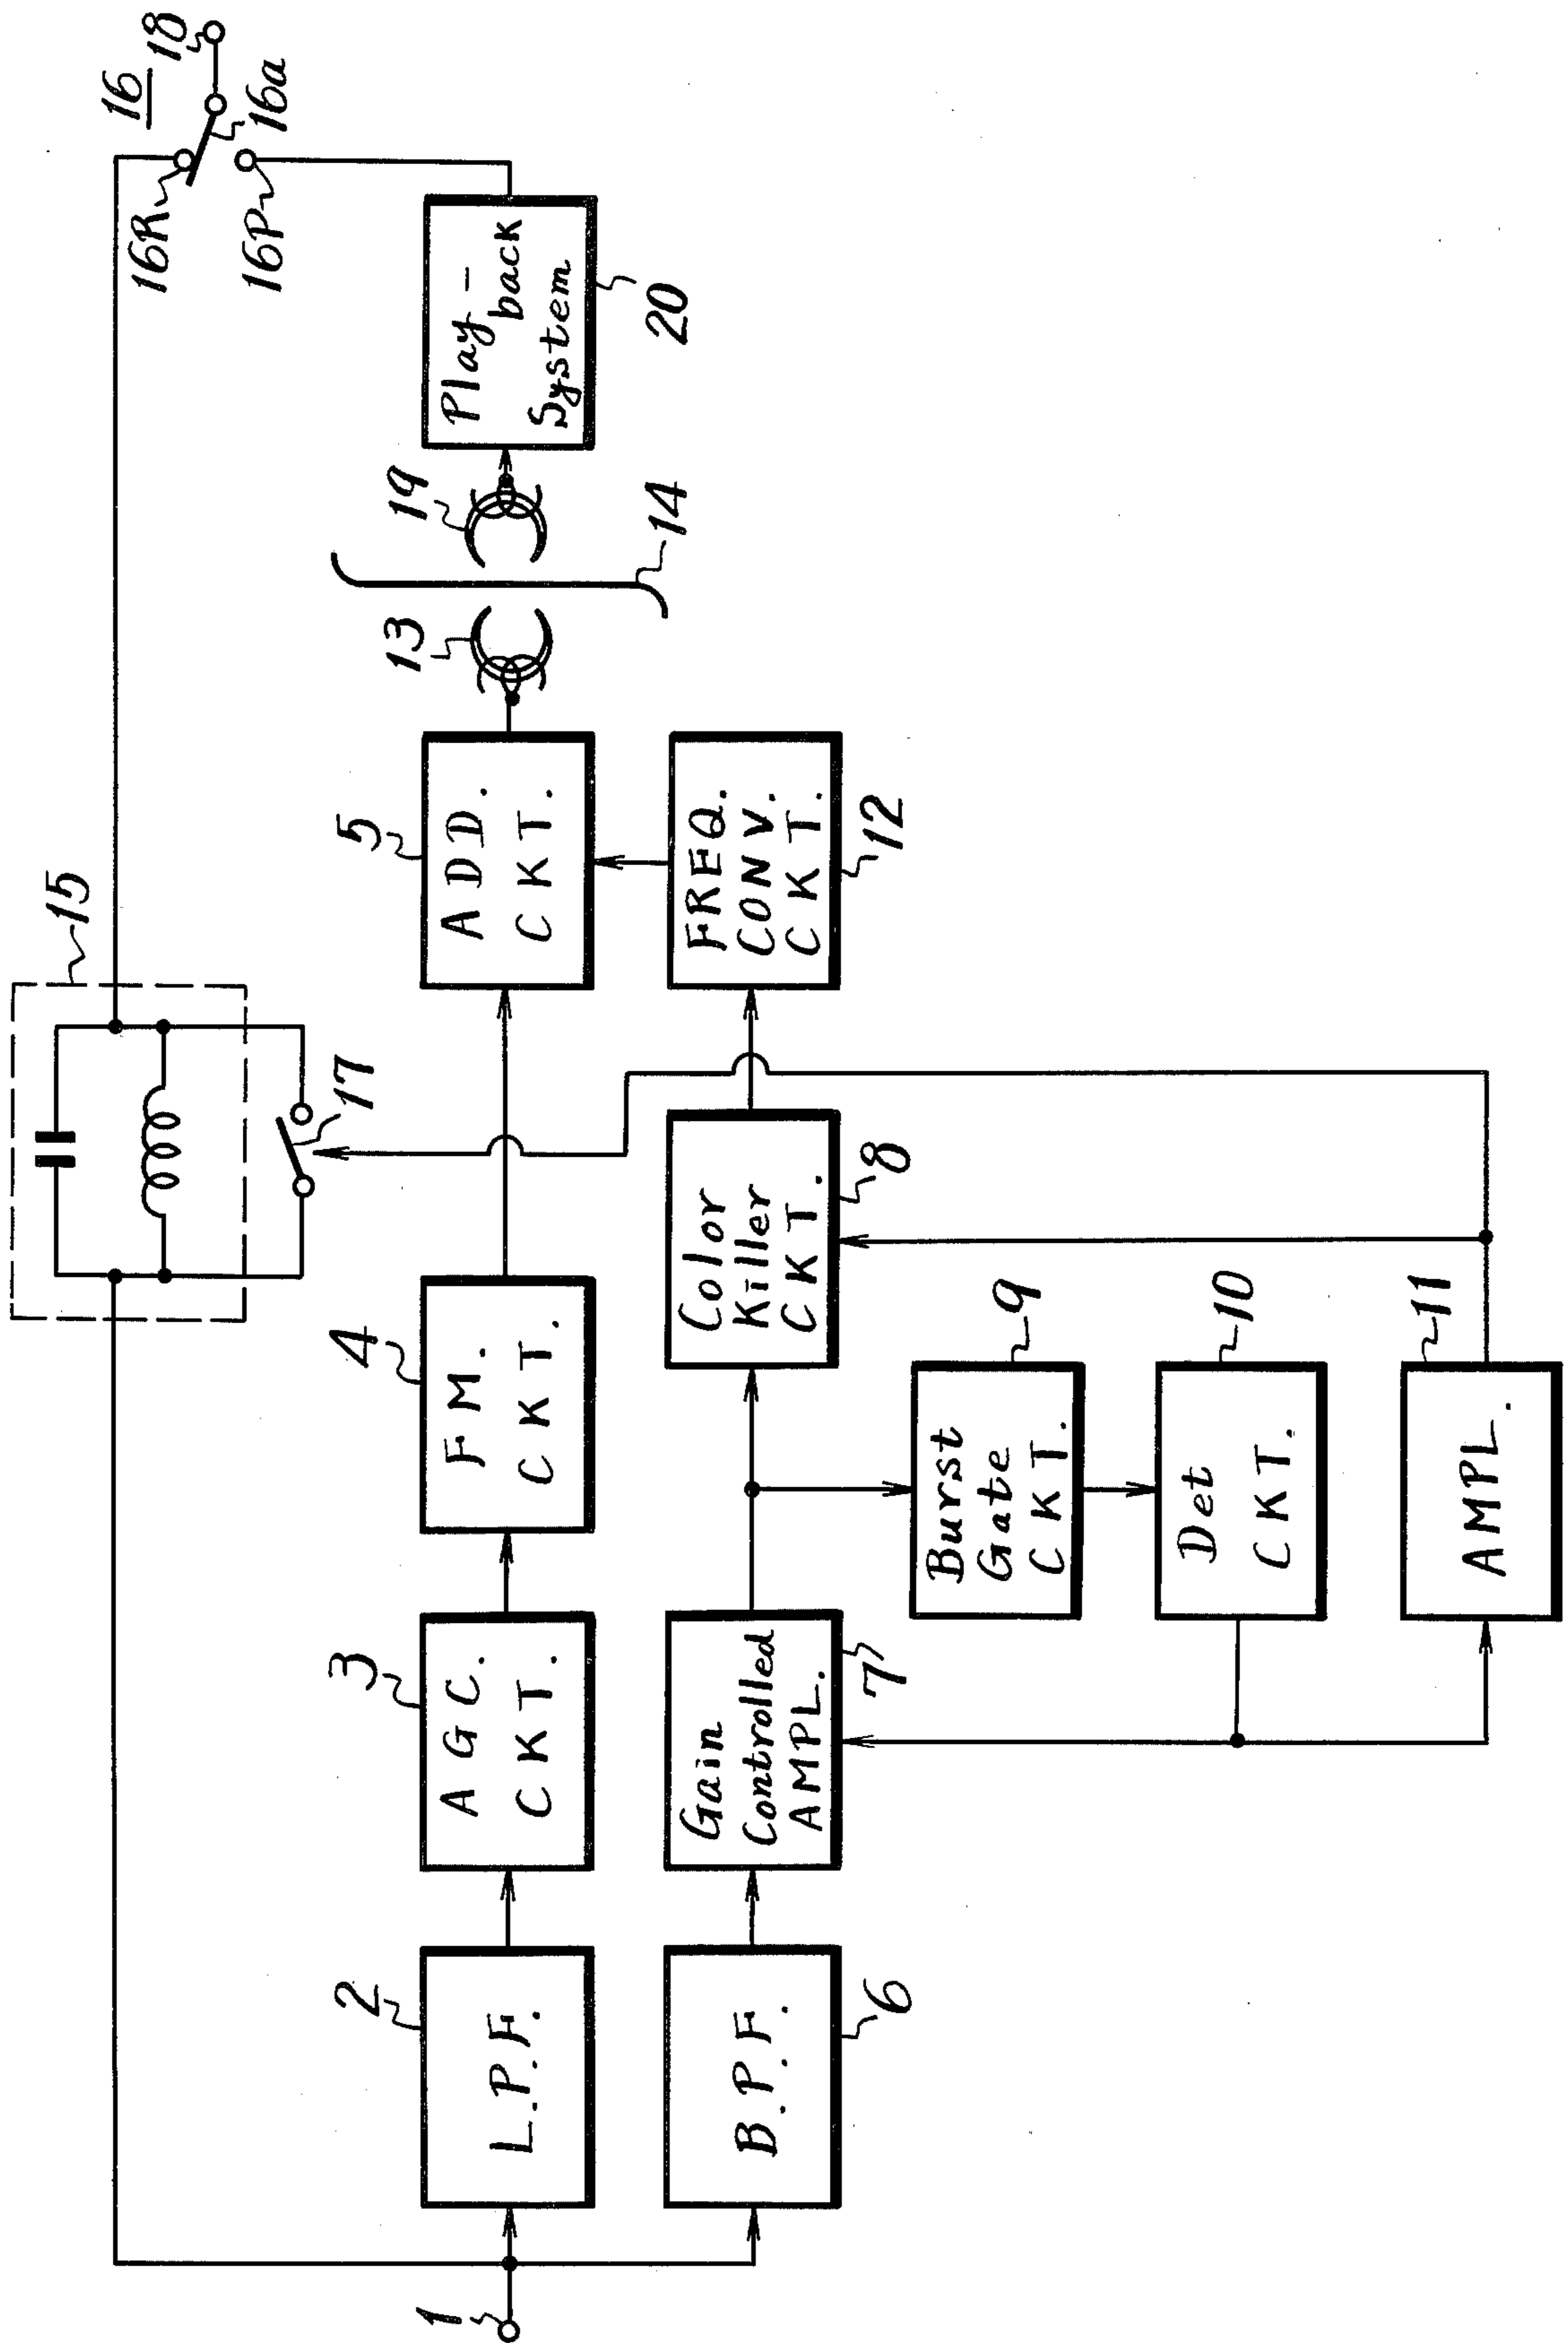 16
18
16a
16R
16P
15
17
1
2
L.P.F.
3
AGC.
CKT.
4
FM.
CKT.
5
ADD.
CKT.
13
14
19
Play-
back
System
20
B.P.F.
6
Gain
Controlled
AMPL.
7
Color
Killer
CKT.
8
FREQ.
CONV.
CKT.
12
Burst
Gate
CKT.
9
Det
CKT.
10
AMPL.
11